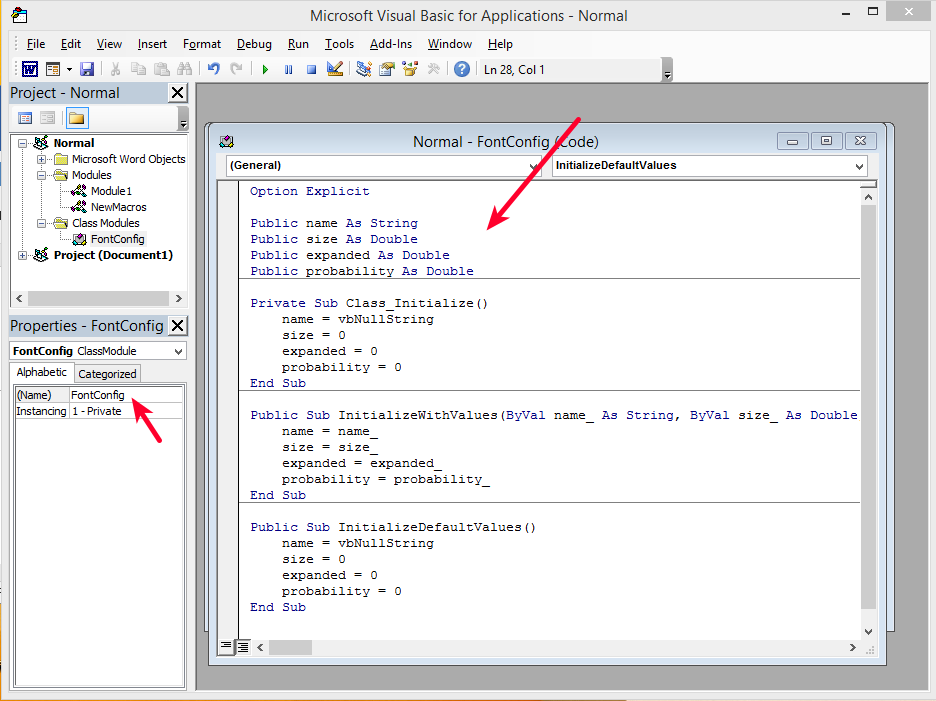 Microsoft Visual Basic for Applications - Normal
File Edit View Insert Format Debug Run Tools Add-Ins Window Help
Ln 28, Col 1
Project - Normal
Normal
Microsoft Word Objects
Modules
Module1
NewMacros
Class Modules
FontConfig
Project (Document1)
Properties - FontConfig
FontConfig ClassModule
Alphabetic Categorized
(Name) FontConfig
Instancing 1 - Private
Normal - FontConfig (Code)
(General) InitializeDefaultValues
Option Explicit
Public name As String
Public size As Double
Public expanded As Double
Public probability As Double
Private Sub Class_Initialize()
name = vbNullString
size = 0
expanded = 0
probability = 0
End Sub
Public Sub InitializeWithValues(ByVal name_ As String, ByVal size_ As Double
name = name_
size = size_
expanded = expanded_
probability = probability_
End Sub
Public Sub InitializeDefaultValues()
name = vbNullString
size = 0
expanded = 0
probability = 0
End Sub